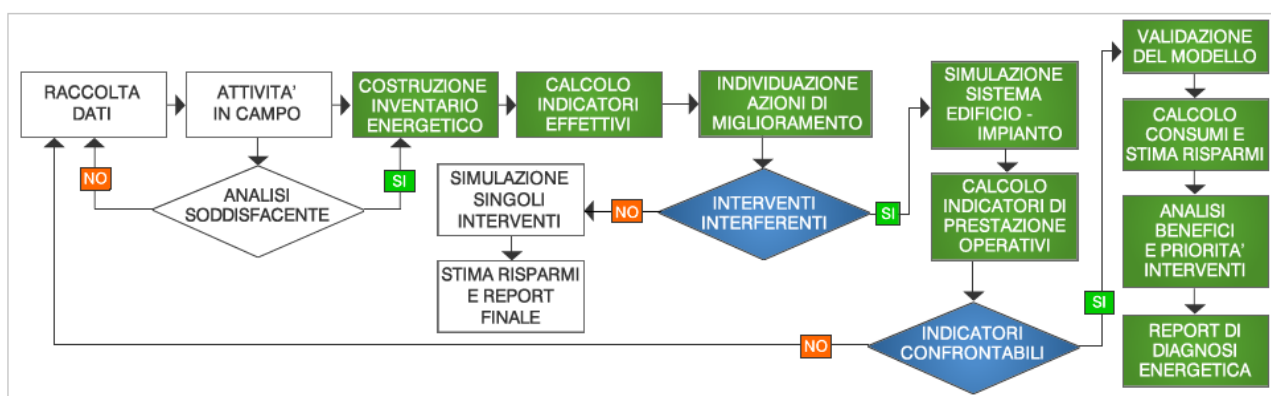 RACCOLTA
DATI
ATTIVITA'
IN CAMPO
COSTRUZIONE
INVENTARIO
ENERGETICO
CALCOLO
INDICATORI
EFFETTIVI
INDIVIDUAZIONE
AZIONI DI
MIGLIORAMENTO
SIMULAZIONE
SISTEMA
EDIFICIO -
IMPIANTO
VALIDAZIONE
DEL MODELLO
NO
ANALISI
SODDISFACENTE
SI
SIMULAZIONE
SINGOLI
INTERVENTI
NO
INTERVENTI
INTERFERENTI
SI
CALCOLO
INDICATORI DI
PRESTAZIONE
OPERATIVI
CALCOLO
CONSUMI E
STIMA RISPARMI
STIMA RISPARMI
E REPORT
FINALE
ANALISI
BENEFICI
E PRIORITA'
INTERVENTI
NO
INDICATORI
CONFRONTABILI
SI
REPORT DI
DIAGNOSI
ENERGETICA